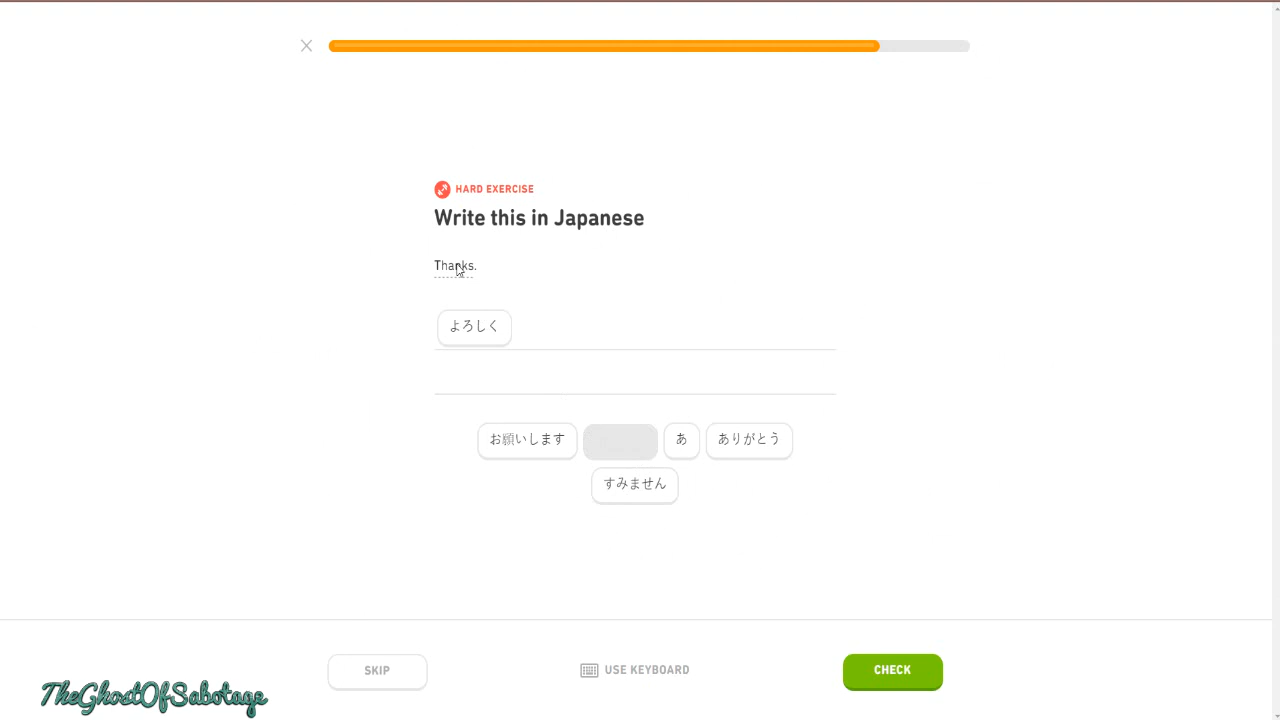 HARD EXERCISE
Write this in Japanese
Thanks.
よろしく
お願いします あ ありがとう
すみません
SKIP USE KEYBOARD CHECK
TheGhostOfSabotage